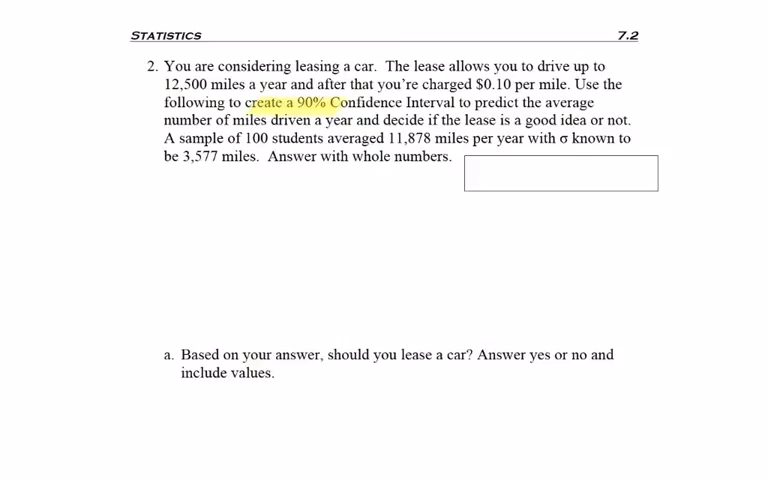 STATISTICS 7.2
2. You are considering leasing a car. The lease allows you to drive up to
12,500 miles a year and after that you’re charged $0.10 per mile. Use the
following to create a 90% Confidence Interval to predict the average
number of miles driven a year and decide if the lease is a good idea or not.
A sample of 100 students averaged 11,878 miles per year with σ known to
be 3,577 miles. Answer with whole numbers.
a. Based on your answer, should you lease a car? Answer yes or no and
include values.